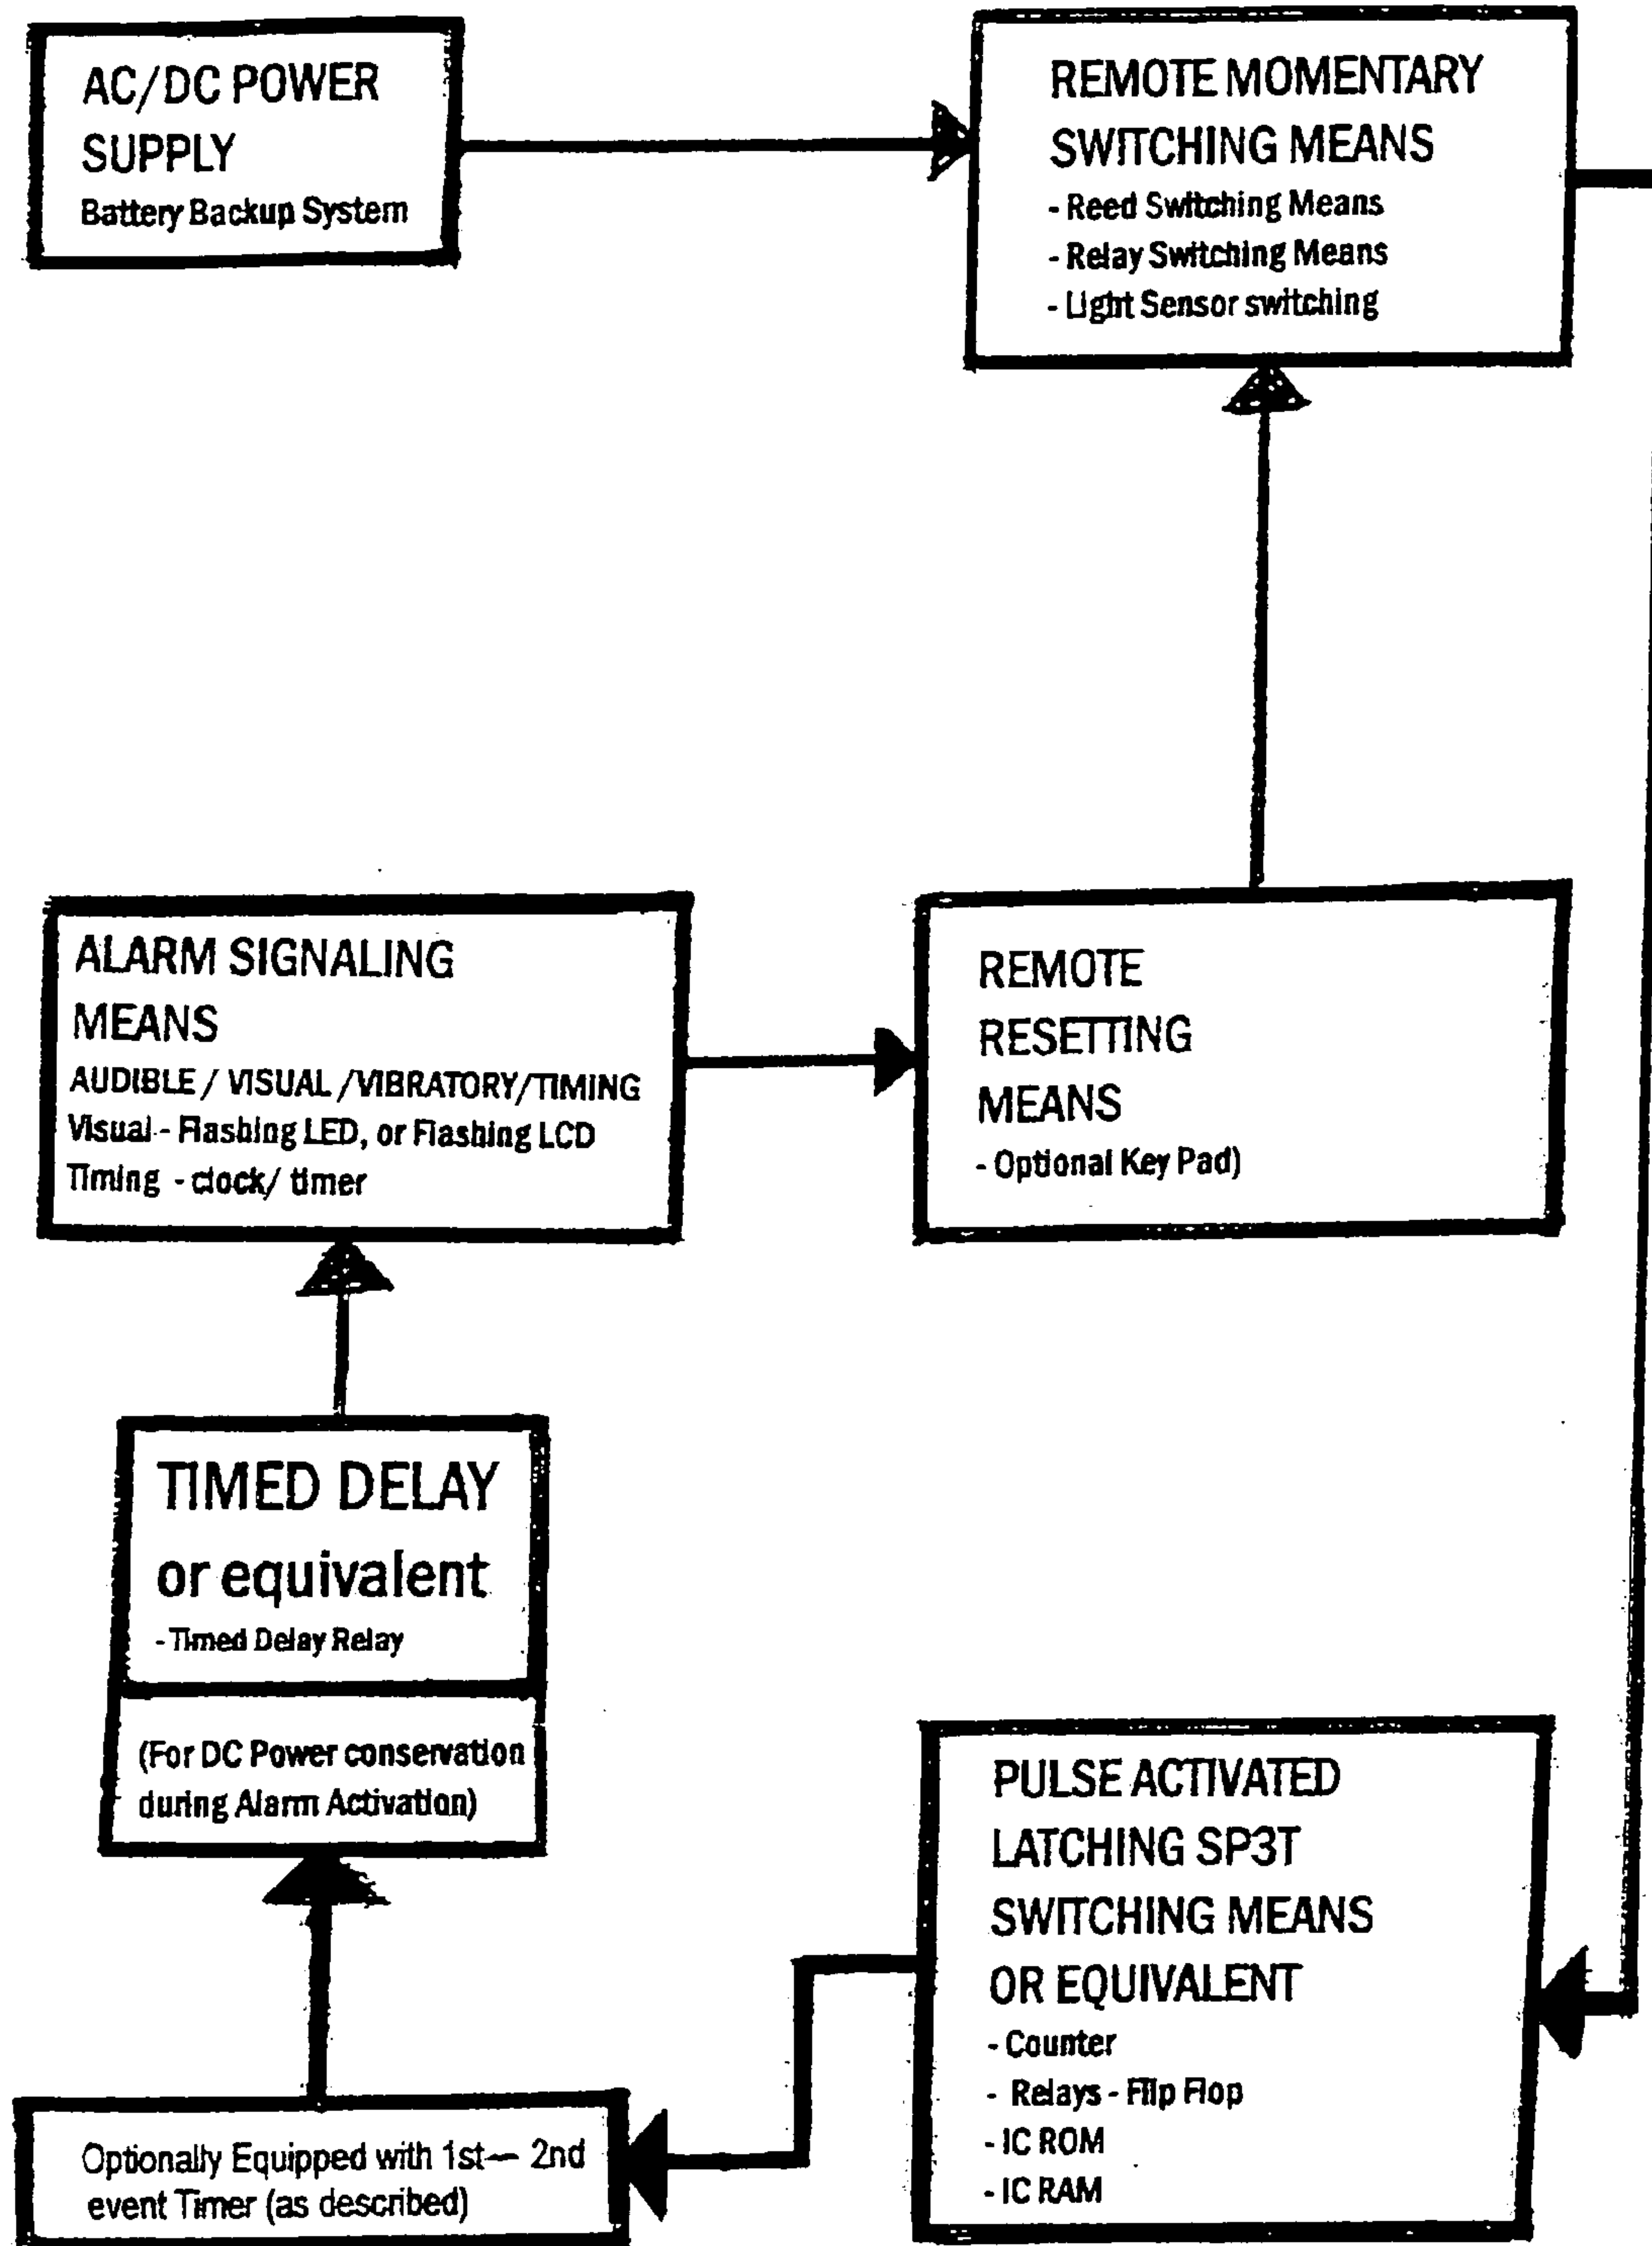 AC/DC POWER
SUPPLY
Battery Backup System
REMOTE MOMENTARY
SWITCHING MEANS
- Reed Switching Means
- Relay Switching Means
- Light Sensor switching
ALARM SIGNALING
MEANS
AUDIBLE / VISUAL /VIBRATORY/TIMING
Visual - Flashing LED, or Flashing LCD
Timing - clock/ timer
REMOTE
RESETTING
MEANS
- Optional Key Pad)
TIMED DELAY
or equivalent
- Timed Delay Relay
(For DC Power conservation
during Alarm Activation)
PULSE ACTIVATED
LATCHING SP3T
SWITCHING MEANS
OR EQUIVALENT
- Counter
- Relays - Flip Flop
- IC ROM
- IC RAM
Optionally Equipped with 1st— 2nd
event Timer (as described)